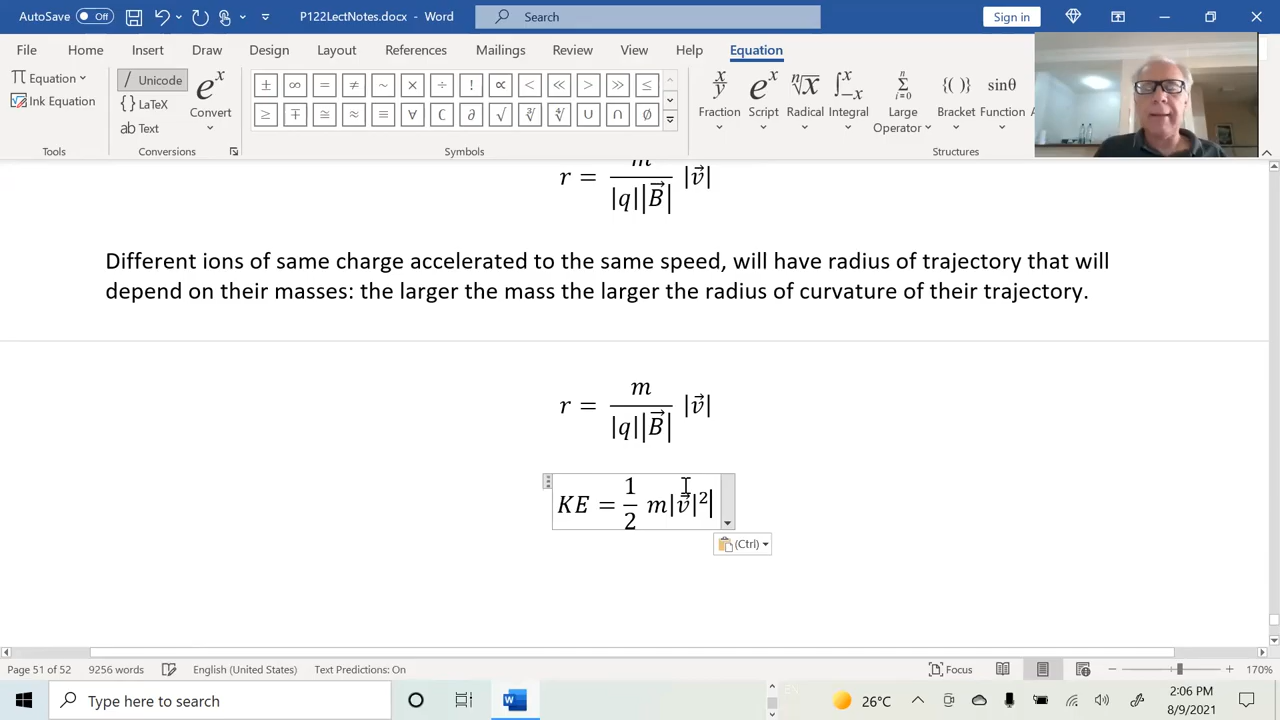 AutoSave Off P122LectNotes.docx - Word Search Sign in
File Home Insert Draw Design Layout References Mailings Review View Help Equation
π Equation Unicode
Ink Equation {} LaTeX
ab Text
eˣ Convert
± ∞ = ≠ ~ × ÷ ! ∝ < ≪ > ≫ ≤
≥ ∓ ≅ ≈ ≡ ∀ ∁ ∂ √ ∛ ∜ ∪ ∩ ∅
Fraction Script Radical Integral Large Operator Bracket Function
Tools Conversions Symbols Structures
r = m / |q||B⃗| |v⃗|
Different ions of same charge accelerated to the same speed, will have radius of trajectory that will
depend on their masses: the larger the mass the larger the radius of curvature of their trajectory.
r = m / |q||B⃗| |v⃗|
KE = 1/2 m|v⃗|²
(Ctrl)
Page 51 of 52 9256 words English (United States) Text Predictions: On Focus 170%
Type here to search 26°C 2:06 PM
8/9/2021